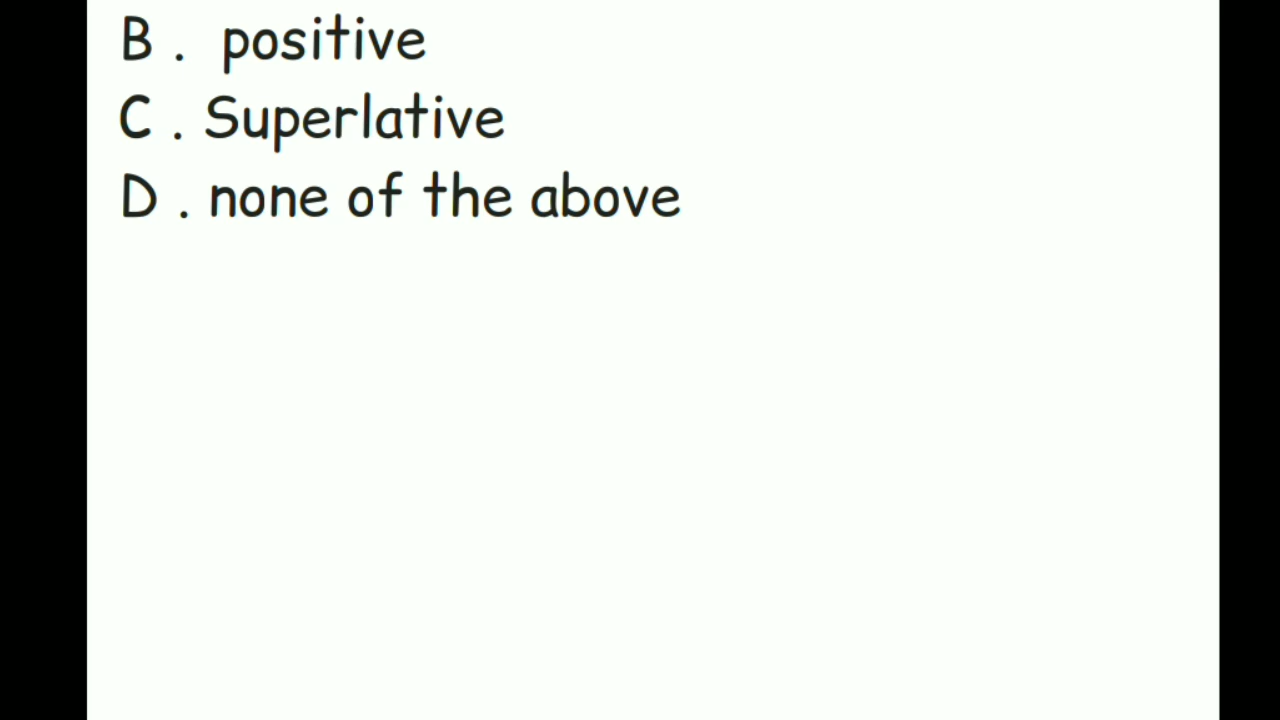 B . positive
C . Superlative
D . none of the above